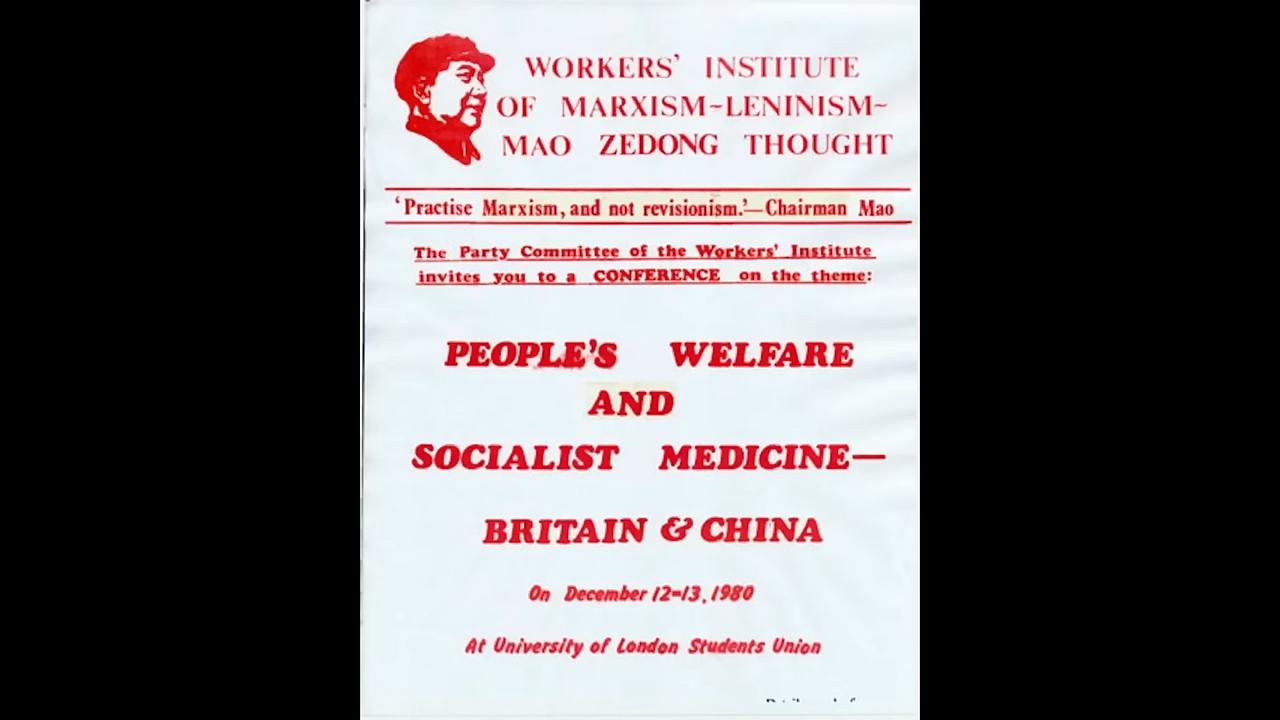 WORKERS' INSTITUTE
OF MARXISM~LENINISM~
MAO ZEDONG THOUGHT
‘Practise Marxism, and not revisionism.’—Chairman Mao
The Party Committee of the Workers' Institute
invites you to a CONFERENCE on the theme:
PEOPLE'S WELFARE
AND
SOCIALIST MEDICINE—
BRITAIN & CHINA
On December 12-13, 1980
At University of London Students Union